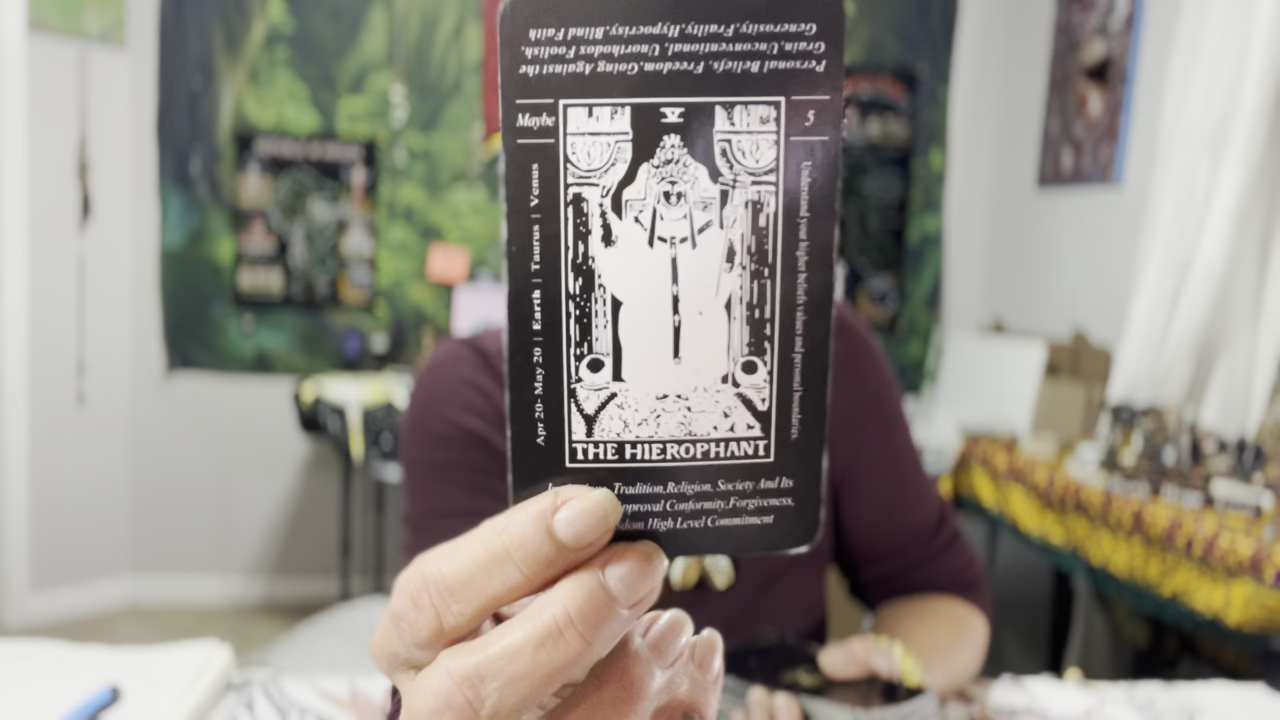 Personal Beliefs, Freedom,Going Against the
Grain,Unconventional, Unorthodox Foolish,
Generosity,Frailty,Hypocrisy,Blind Faith
Maybe
V
5
Apr 20- May 20 | Earth | Taurus | Venus
Understand your higher beliefs values and personal boundaries.
THE HIEROPHANT
Tradition,Religion, Society And Its
Conformity,Forgiveness,
High Level Commitment